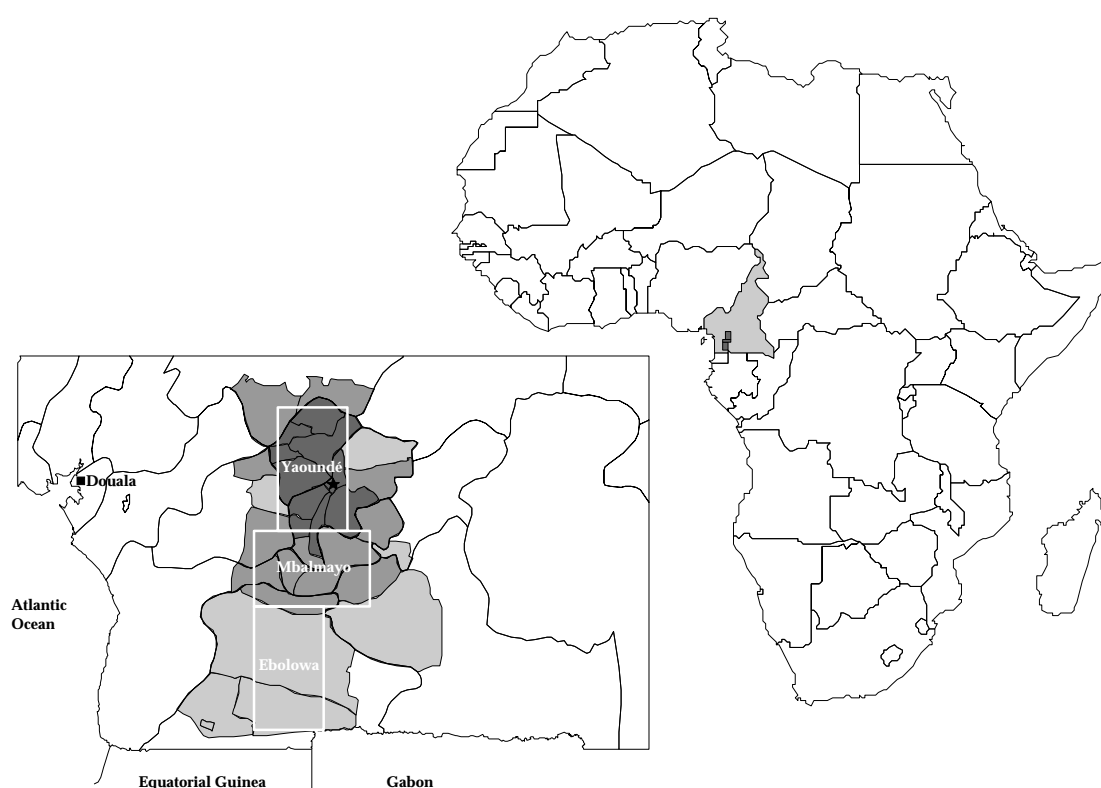 Yaoundé
Douala
Mbalmayo
Atlantic
Ocean
Ebolowa
Equatorial Guinea
Gabon